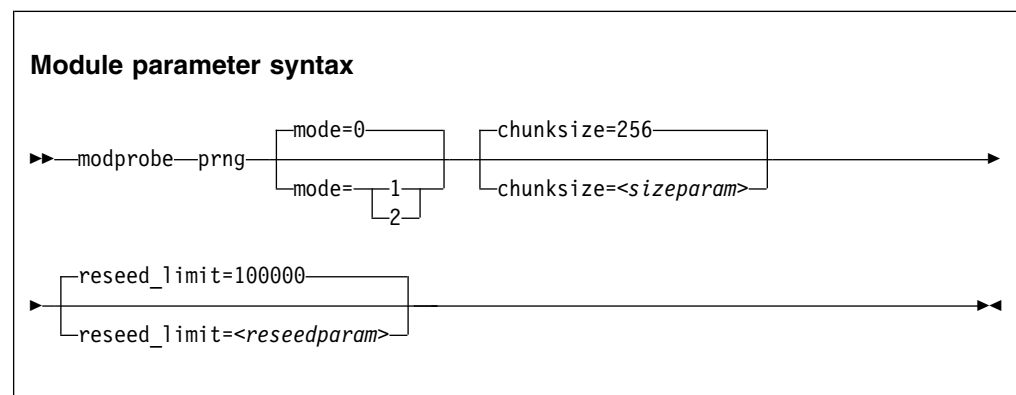 Module parameter syntax
mode=0 chunksize=256
modprobe prng
mode= 1 chunksize=<sizeparam>
2
reseed_limit=100000
reseed_limit=<reseedparam>